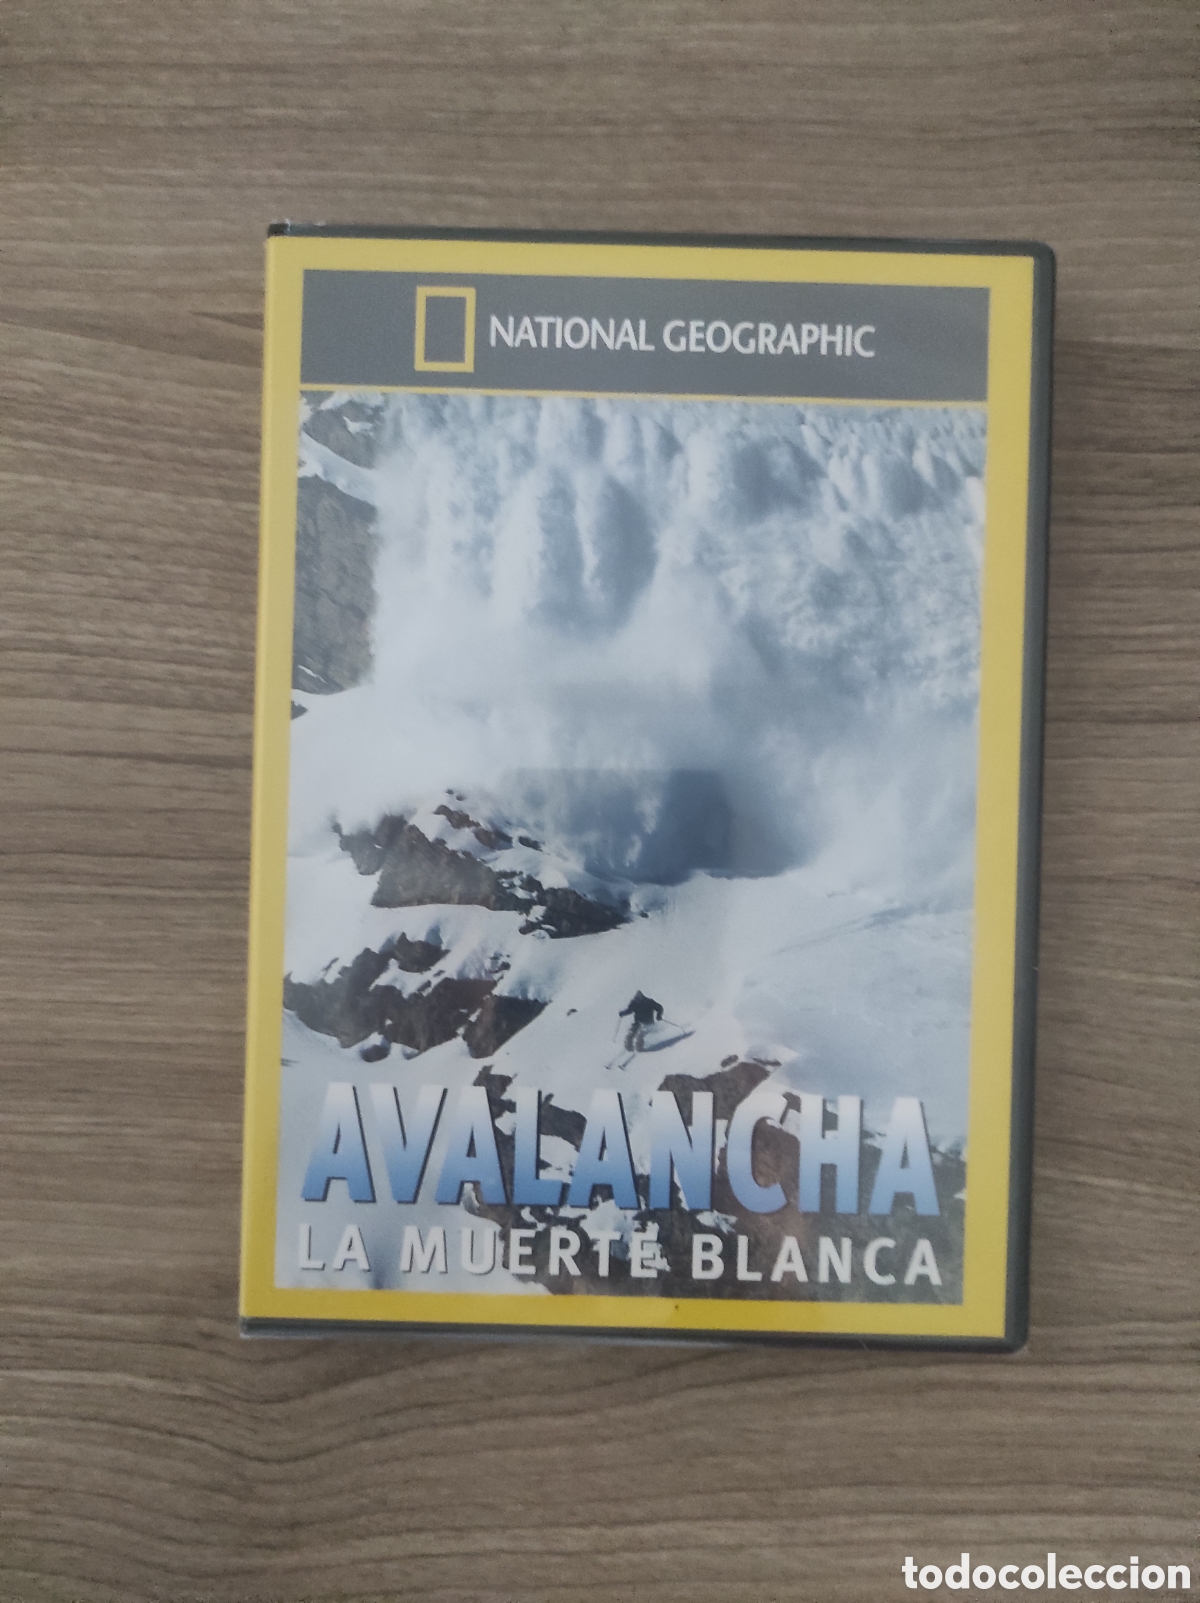 NATIONAL GEOGRAPHIC
AVALANCHA
LA MUERTE BLANCA
todocoleccion